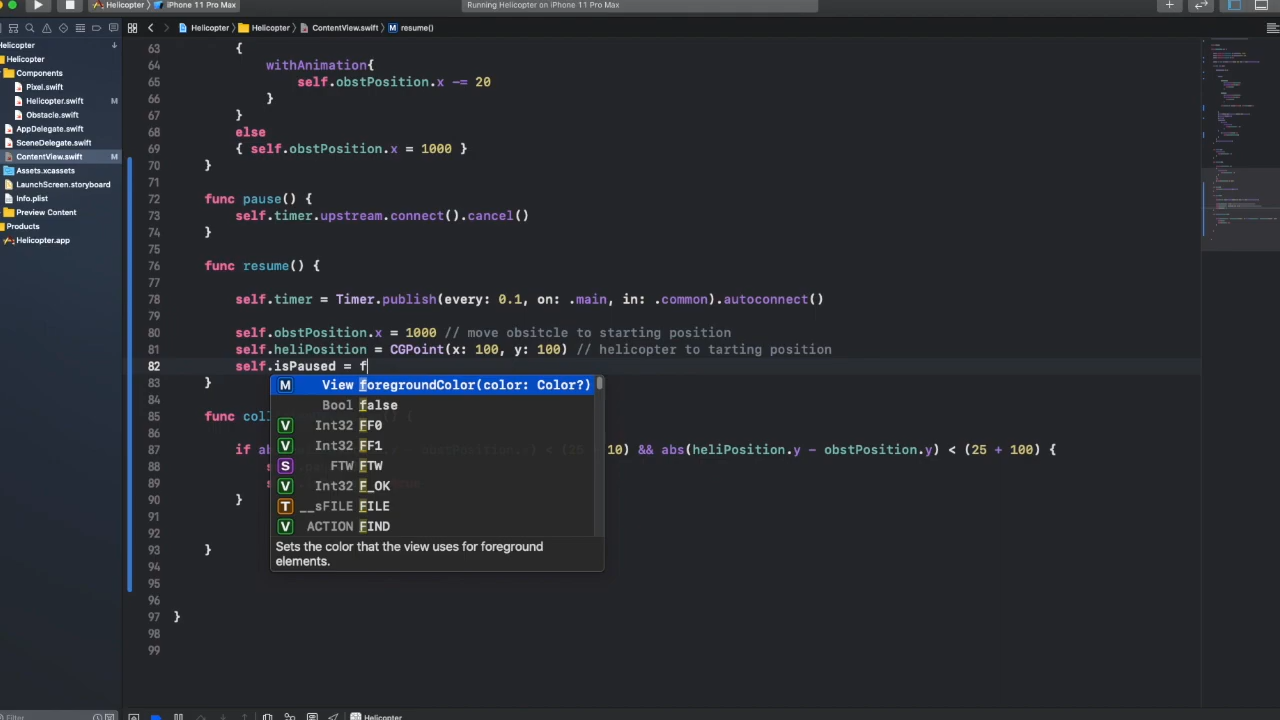 Helicopter
iPhone 11 Pro Max
Running Helicopter on iPhone 11 Pro Max
Helicopter
Helicopter
ContentView.swift
M resume()
Helicopter
Helicopter
Components
Pixel.swift
Helicopter.swift M
Obstacle.swift
AppDelegate.swift
SceneDelegate.swift
ContentView.swift M
Assets.xcassets
LaunchScreen.storyboard
Info.plist
Preview Content
Products
Helicopter.app
63 {
64 withAnimation{
65 self.obstPosition.x -= 20
66 }
67 }
68 else
69 { self.obstPosition.x = 1000 }
70 }
71
72 func pause() {
73 self.timer.upstream.connect().cancel()
74 }
75
76 func resume() {
77
78 self.timer = Timer.publish(every: 0.1, on: .main, in: .common).autoconnect()
79
80 self.obstPosition.x = 1000 // move obsitcle to starting position
81 self.heliPosition = CGPoint(x: 100, y: 100) // helicopter to tarting position
82 self.isPaused = f
83 }
M View foregroundColor(color: Color?)
Bool false
V Int32 FF0
V Int32 FF1
S FTW FTW
V Int32 F_OK
T __sFILE FILE
V ACTION FIND
Sets the color that the view uses for foreground
elements.
85 func
86
87 if 10) && abs(heliPosition.y - obstPosition.y) < (25 + 100) {
88
89
90 }
91
92
93 }
94
95
96
97 }
98
99
Filter
Helicopter